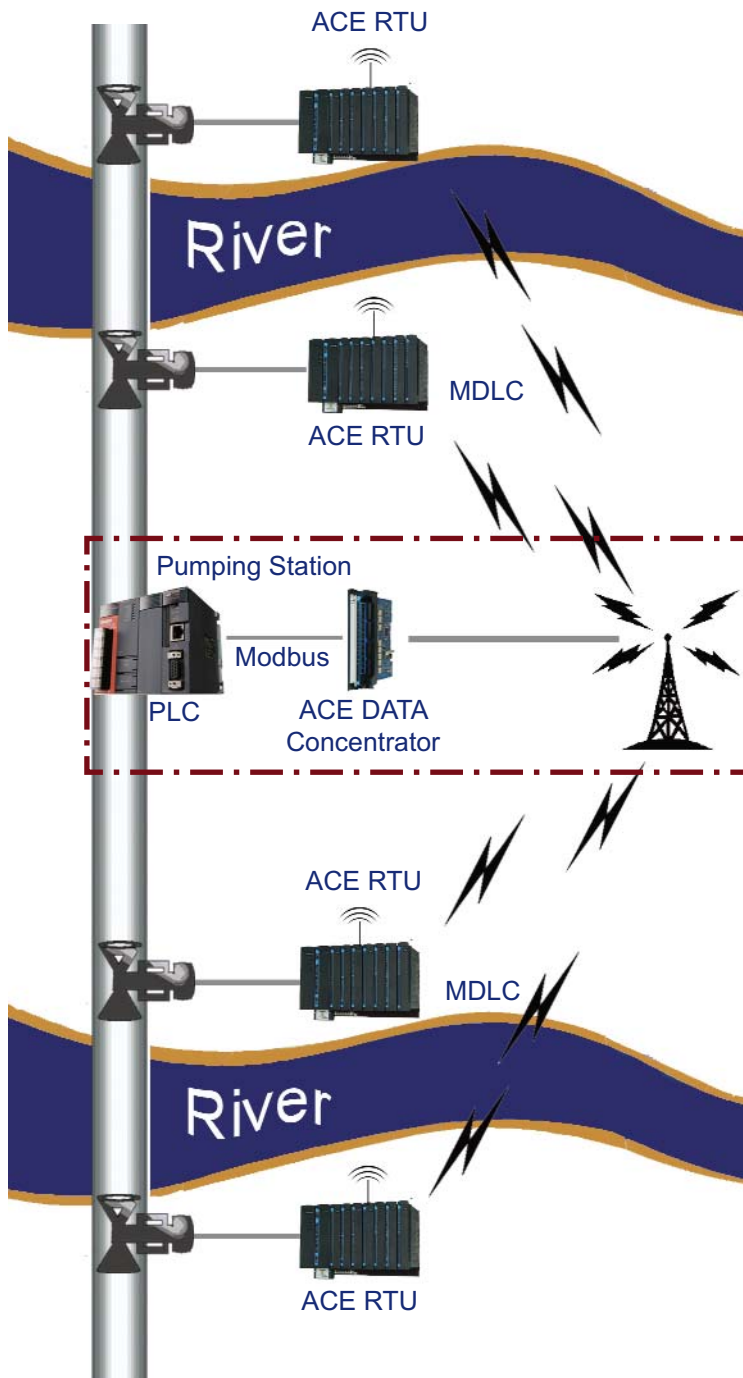 ACE RTU
River
MDLC
ACE RTU
Pumping Station
Modbus
PLC
ACE DATA
Concentrator
ACE RTU
MDLC
River
ACE RTU